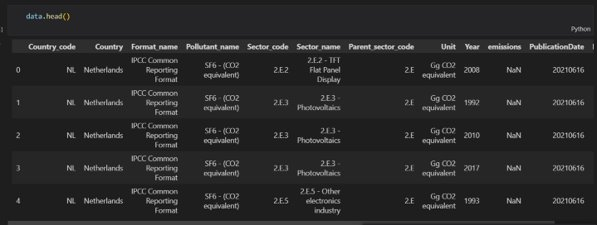 data.head()
Python
Country_code Country Format_name Pollutant_name Sector_code Sector_name Parent_sector_code Unit Year emissions PublicationDate
0 NL Netherlands IPCC Common Reporting Format SF6 - (CO2 equivalent) 2.E.2 2.E.2 - TFT Flat Panel Display 2.E Gg CO2 equivalent 2008 NaN 20210616
1 NL Netherlands IPCC Common Reporting Format SF6 - (CO2 equivalent) 2.E.3 2.E.3 - Photovoltaics 2.E Gg CO2 equivalent 1992 NaN 20210616
2 NL Netherlands IPCC Common Reporting Format SF6 - (CO2 equivalent) 2.E.3 2.E.3 - Photovoltaics 2.E Gg CO2 equivalent 2010 NaN 20210616
3 NL Netherlands IPCC Common Reporting Format SF6 - (CO2 equivalent) 2.E.3 2.E.3 - Photovoltaics 2.E Gg CO2 equivalent 2017 NaN 20210616
4 NL Netherlands IPCC Common Reporting Format SF6 - (CO2 equivalent) 2.E.5 2.E.5 - Other electronics industry 2.E Gg CO2 equivalent 1993 NaN 20210616